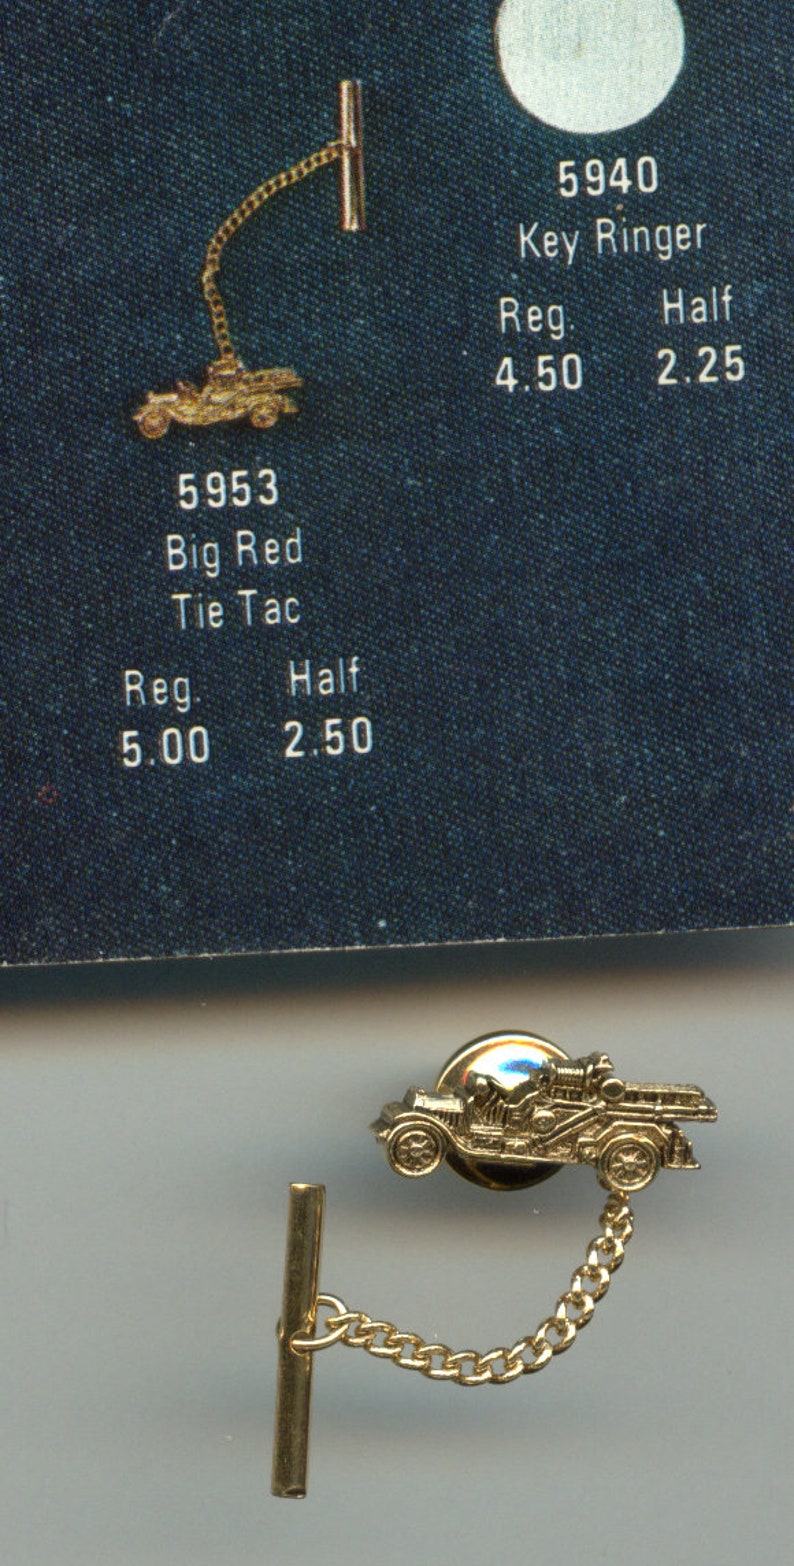 5940
Key Ringer
Reg. Half
4.50 2.25
5953
Big Red
Tie Tac
Reg. Half
5.00 2.50